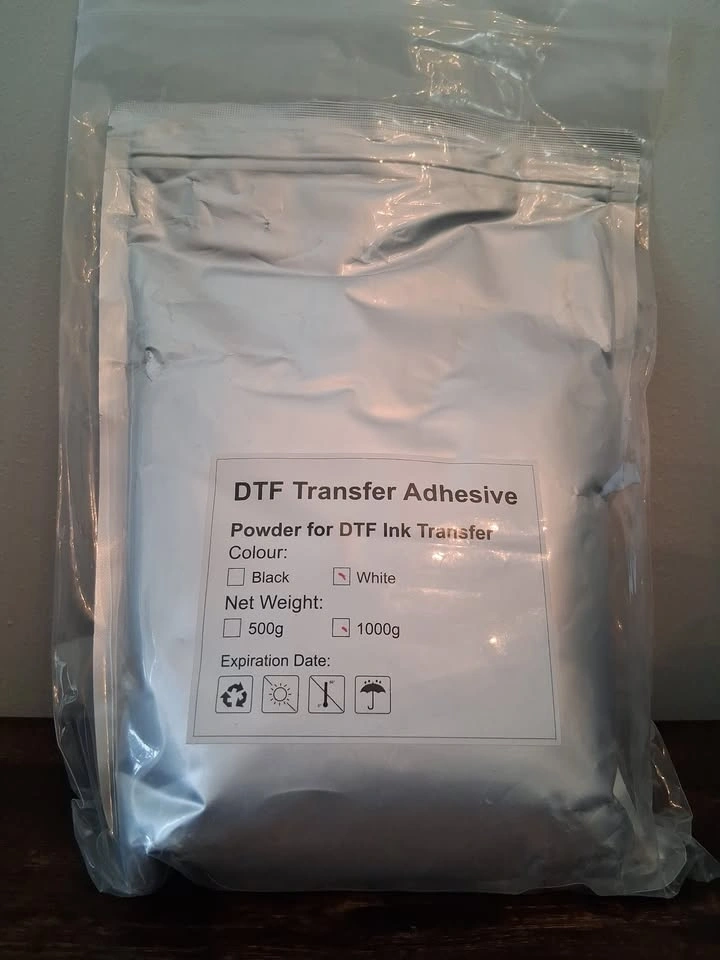 DTF Transfer Adhesive
Powder for DTF Ink Transfer
Colour:
Black White
Net Weight:
500g 1000g
Expiration Date: